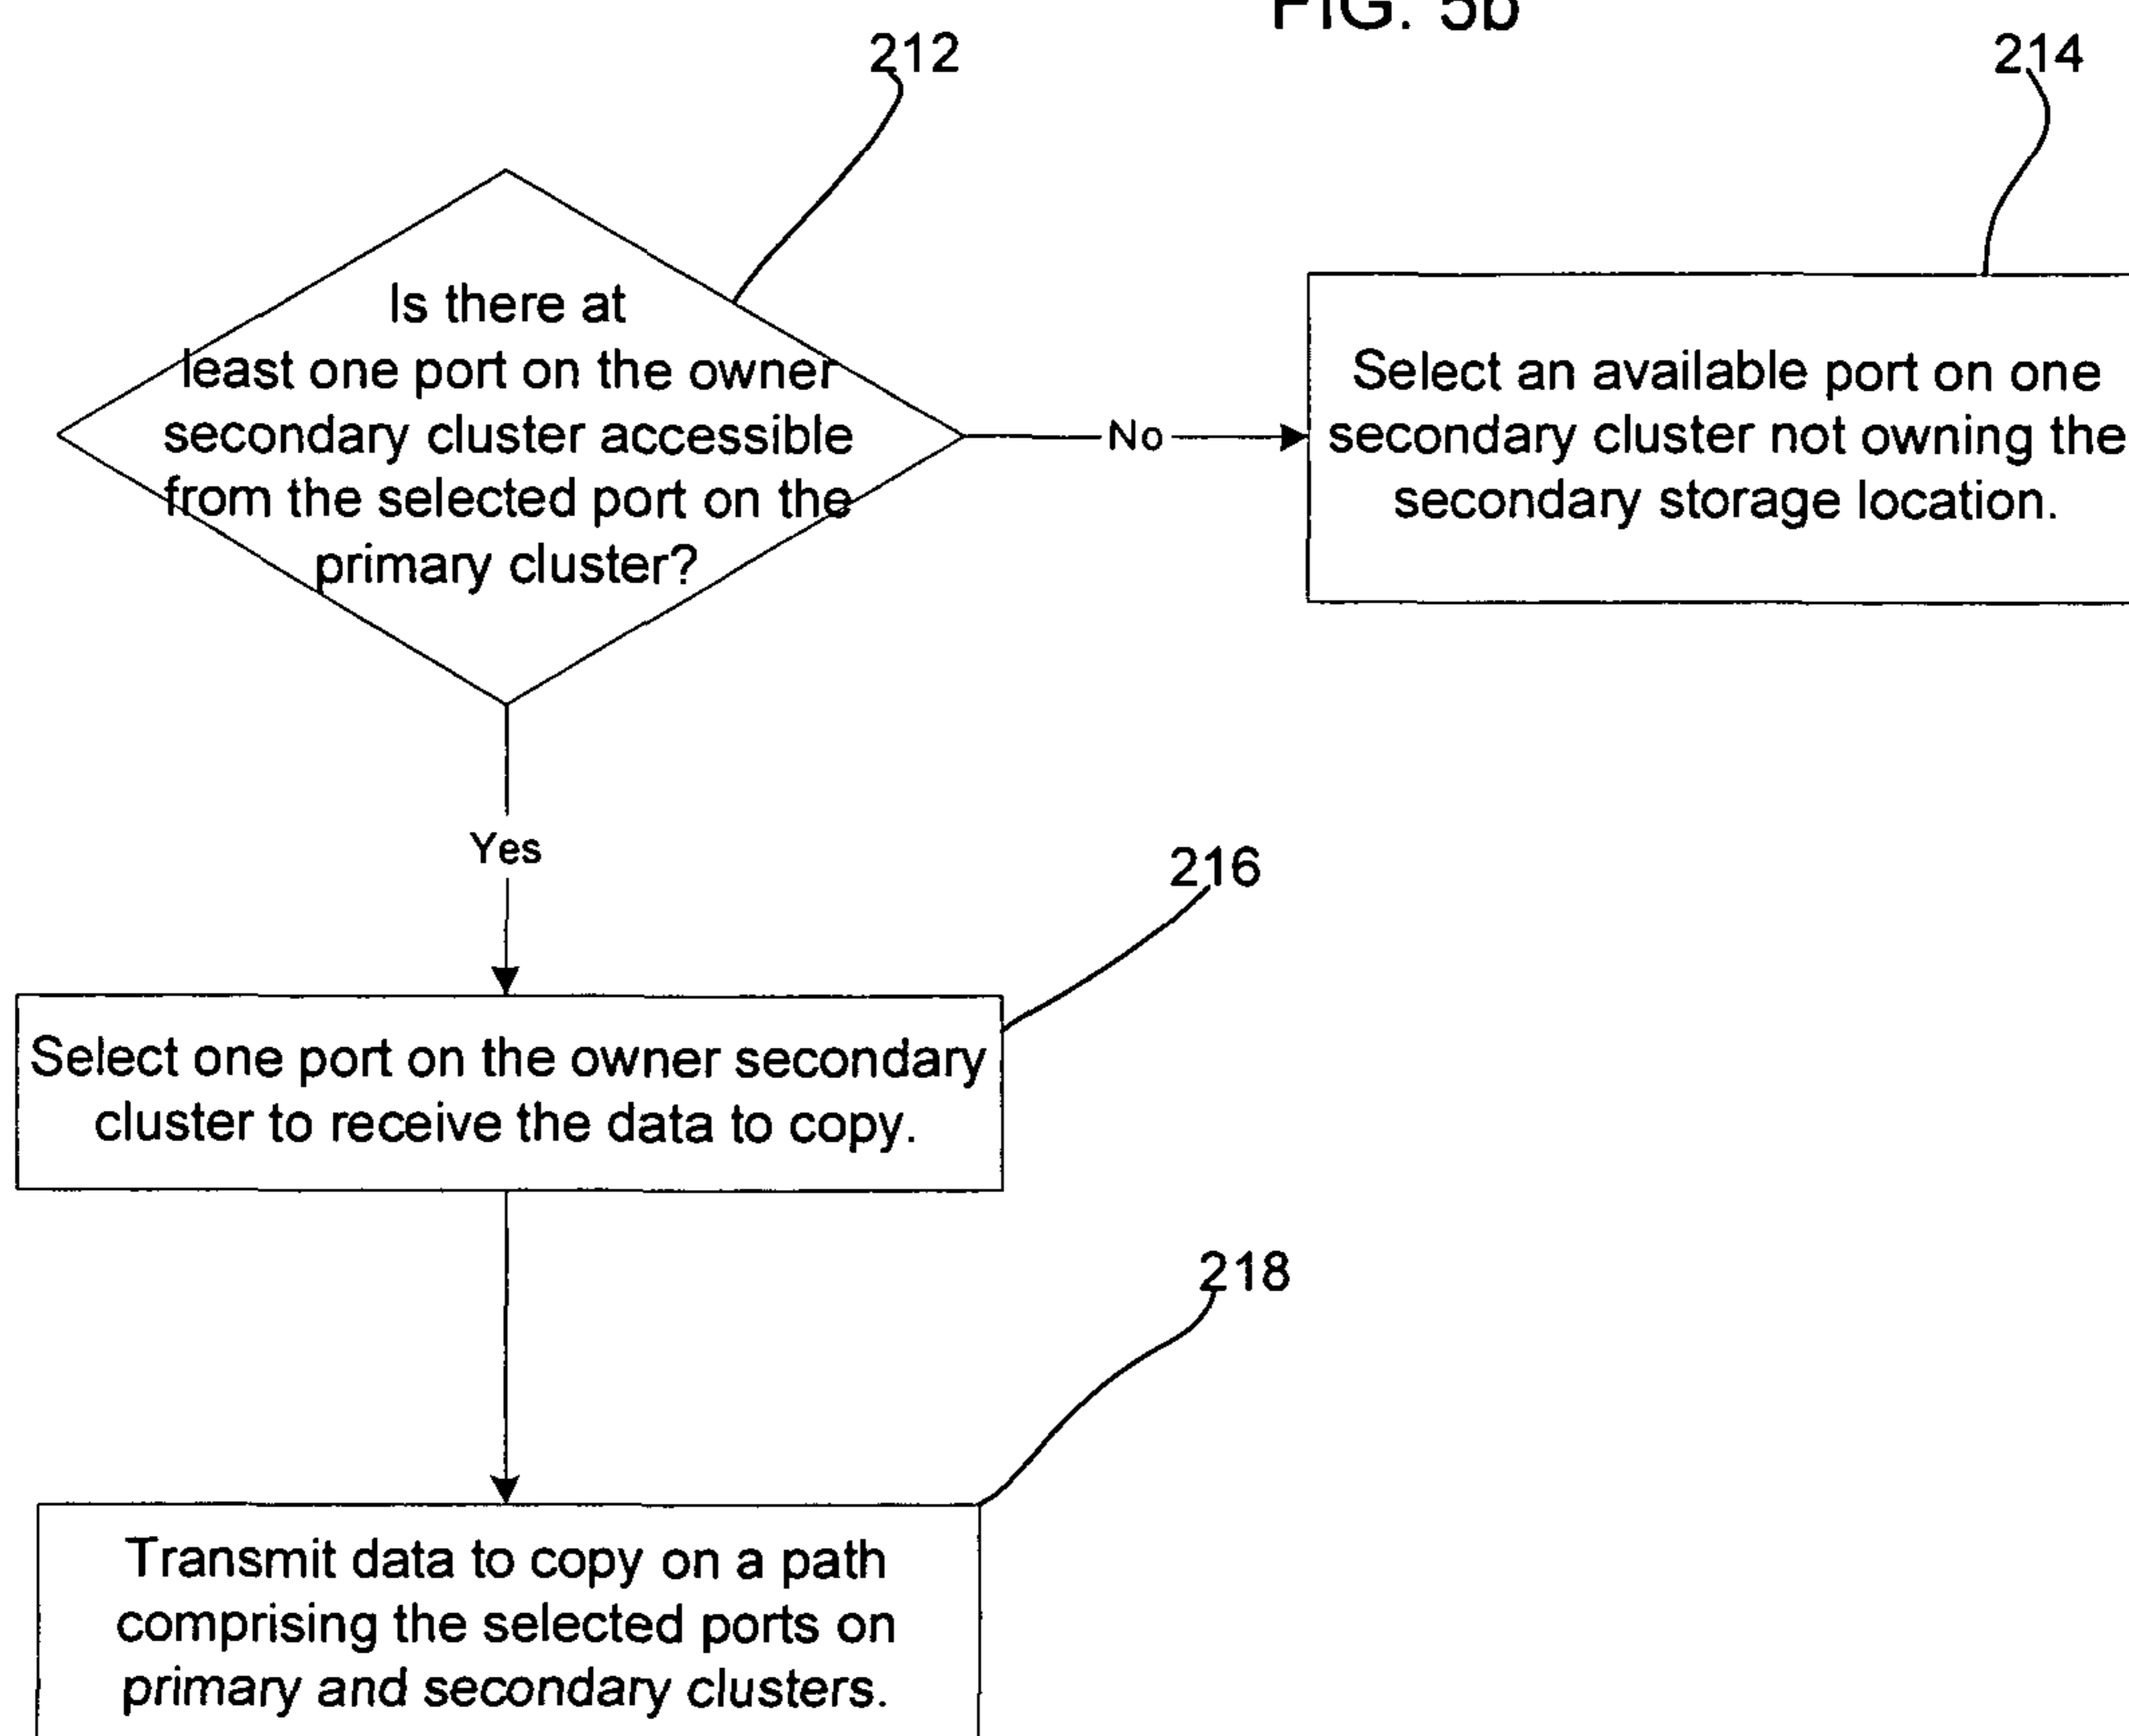 FIG. 5b
212
214
Is there at
least one port on the owner
secondary cluster accessible
from the selected port on the
primary cluster?
No
Select an available port on one
secondary cluster not owning the
secondary storage location.
Yes
216
Select one port on the owner secondary
cluster to receive the data to copy.
218
Transmit data to copy on a path
comprising the selected ports on
primary and secondary clusters.